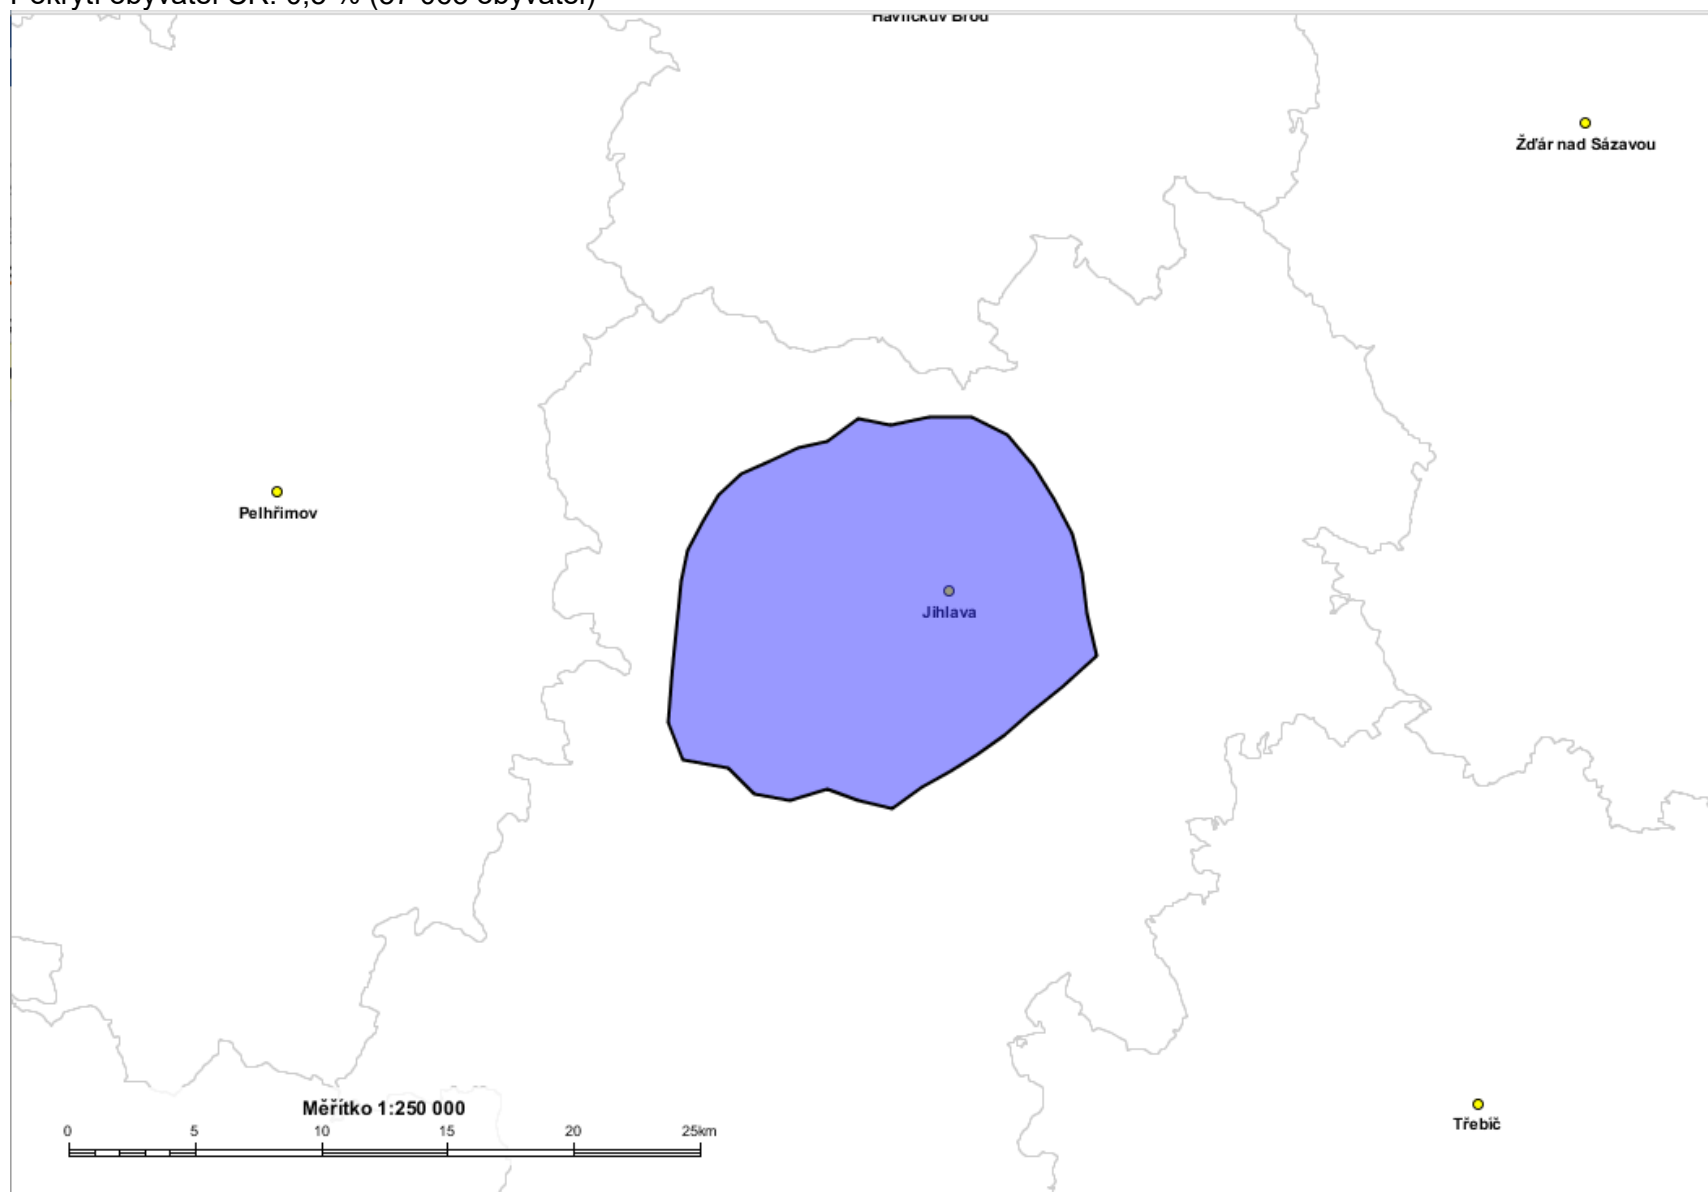 Havlíčkův Brod
Žďár nad Sázavou
Pelhřimov
Jihlava
Měřítko 1:250 000
0 5 10 15 20 25km
Třebíč